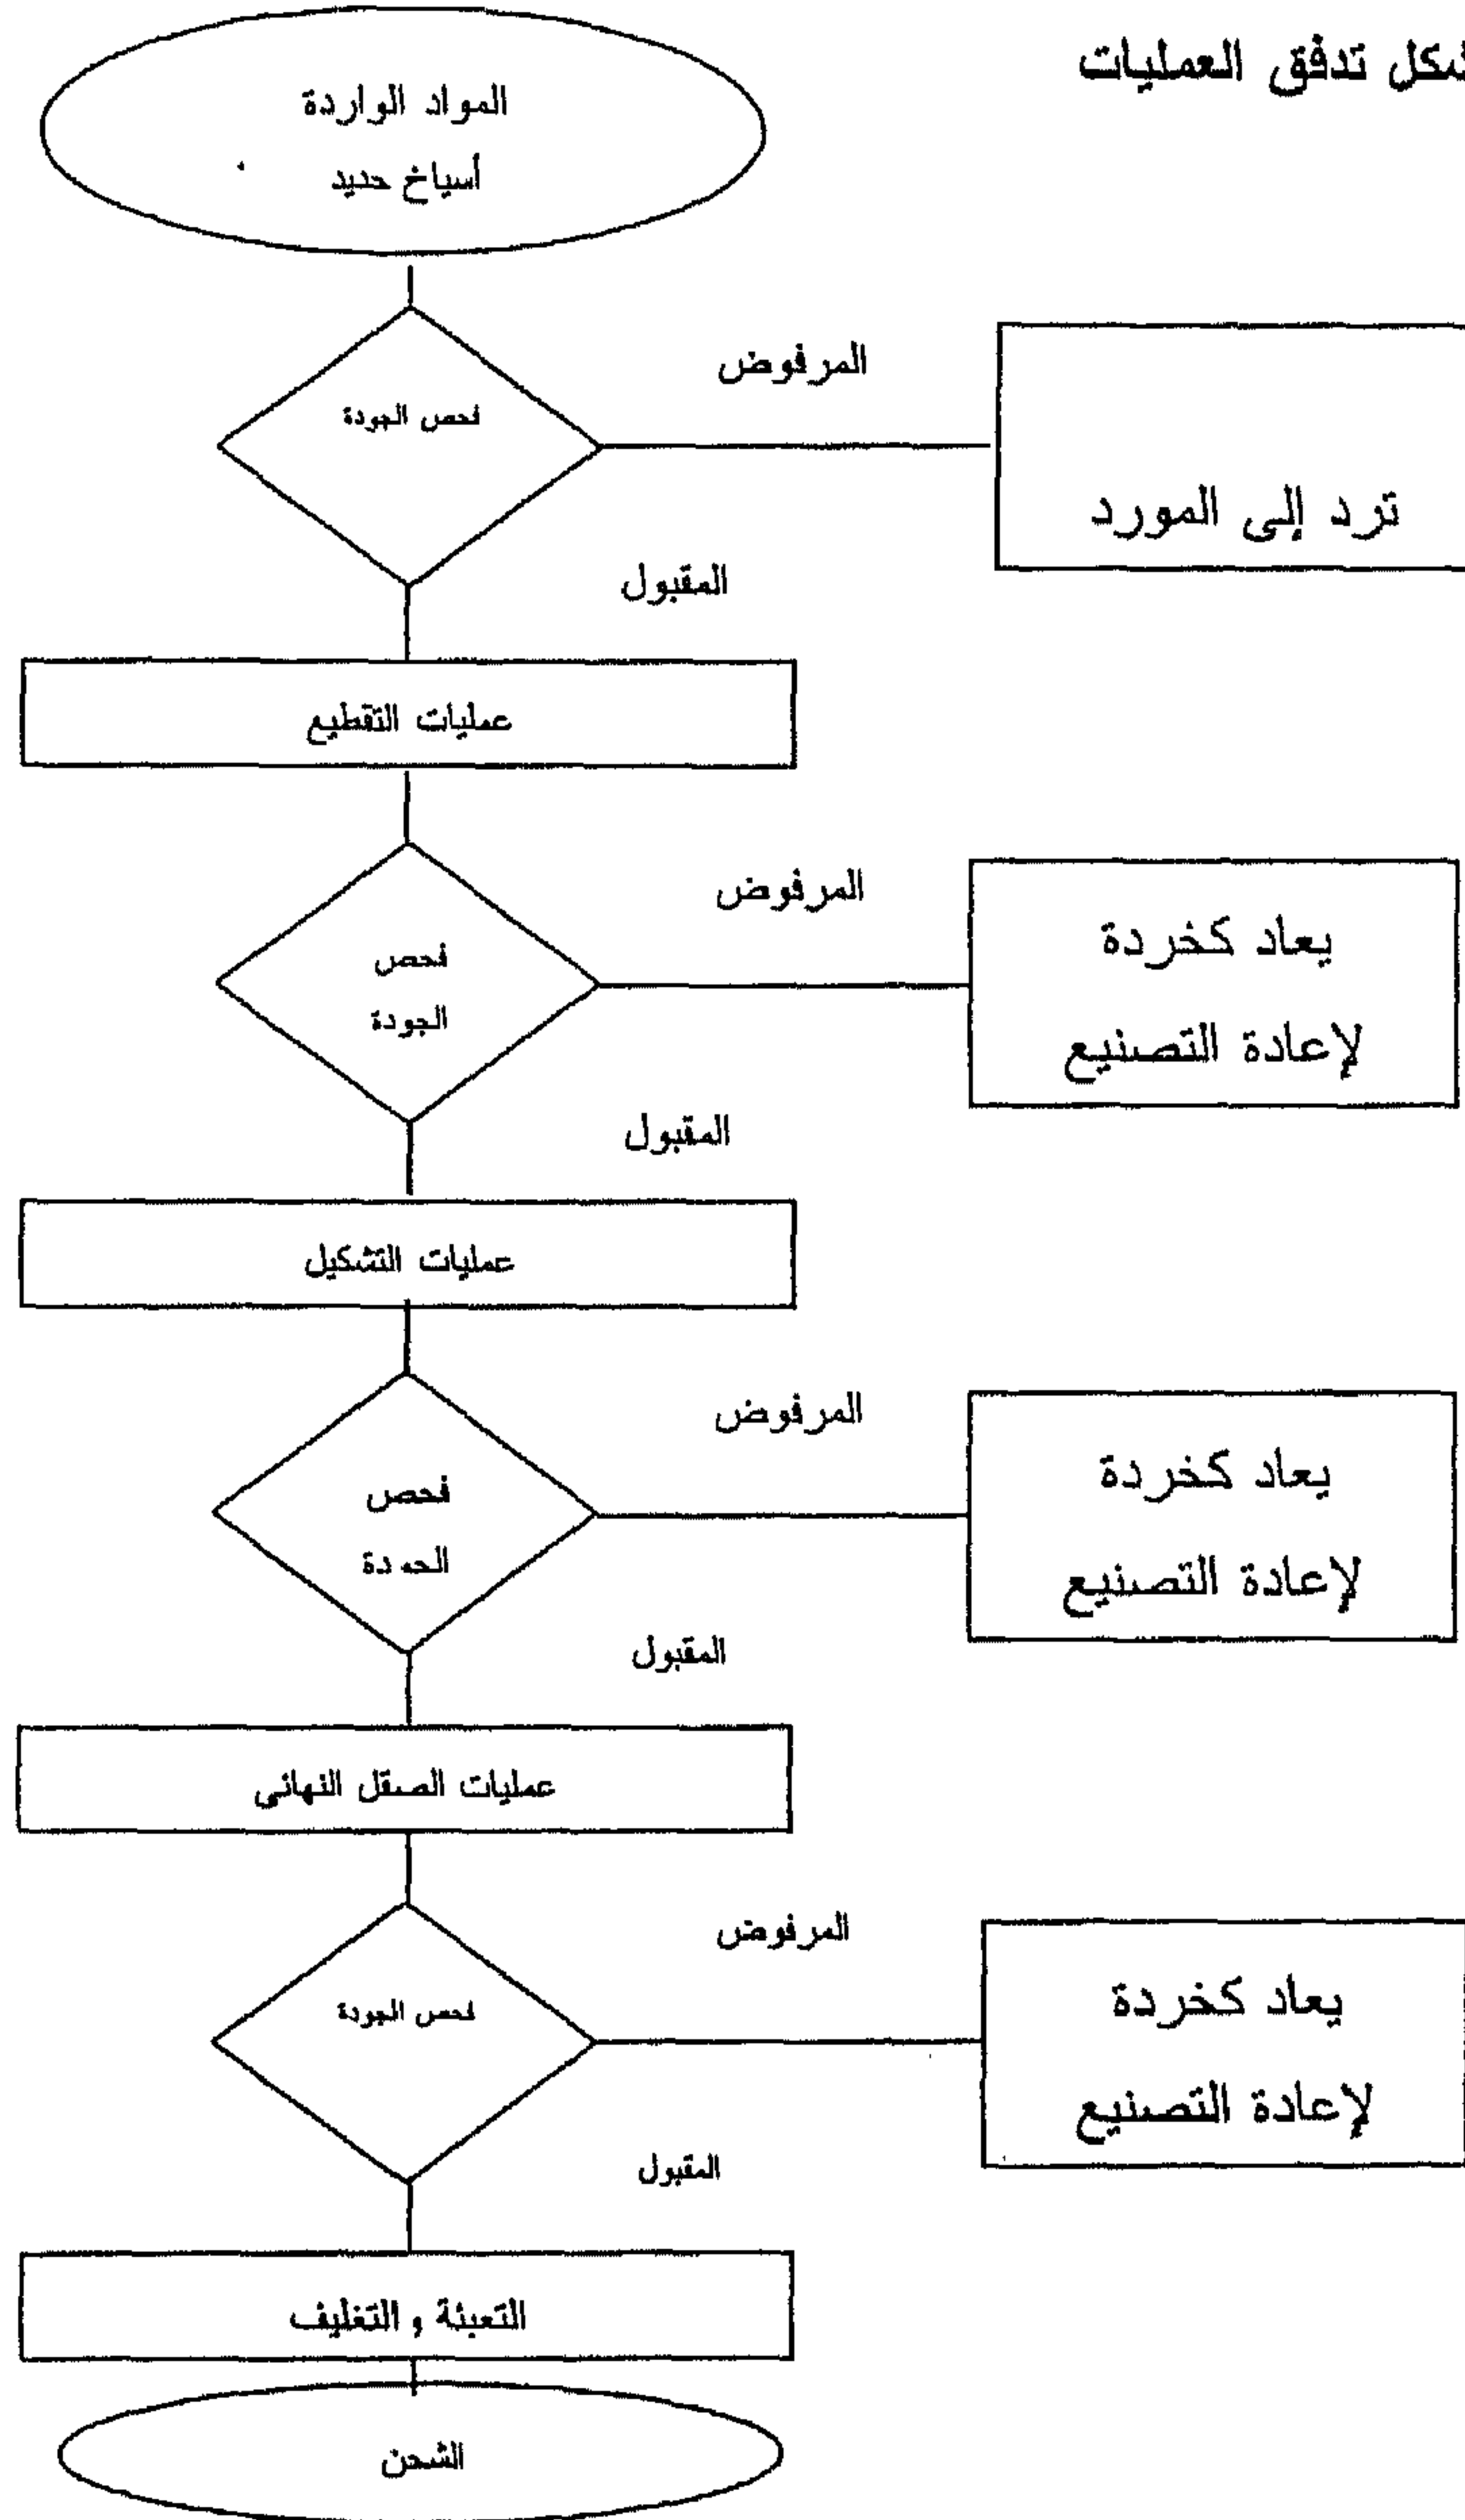 شكل تدفق العمليات
المواد الواردة
أسياخ حديد
المرفوض
فحص الجودة
ترد إلى المورد
المقبول
عمليات التقطيع
المرفوض
يعاد كخردة
فحص
لإعادة التصنيع
الجودة
المقبول
عمليات التشكيل
المرفوض
يعاد كخردة
فحص
لإعادة التصنيع
الجودة
المقبول
عمليات الصقل النهائي
المرفوض
يعاد كخردة
فحص الجودة
لإعادة التصنيع
المقبول
التعبئة و التغليف
الشحن